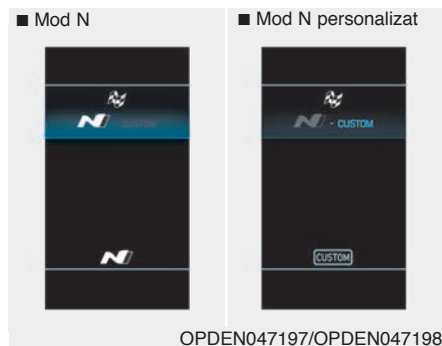 ■ Mod N
■ Mod N personalizat
N - CUSTOM
N - CUSTOM
N
CUSTOM
OPDEN047197/OPDEN047198